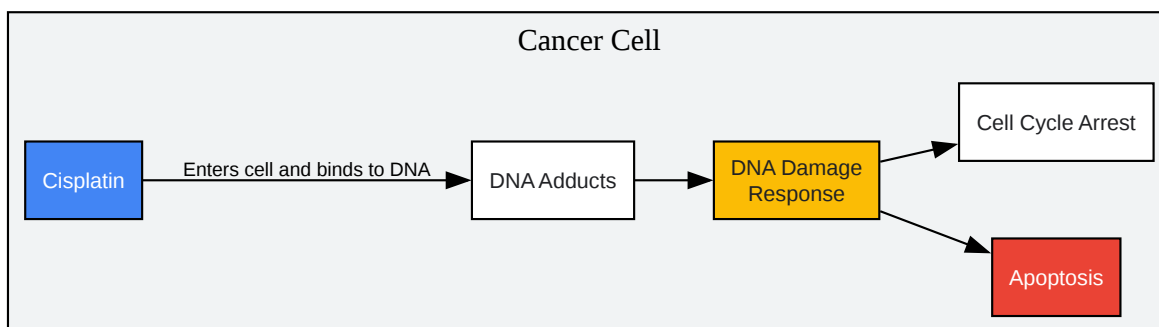 Cancer Cell
Cisplatin
Enters cell and binds to DNA
DNA Adducts
DNA Damage
Response
Cell Cycle Arrest
Apoptosis